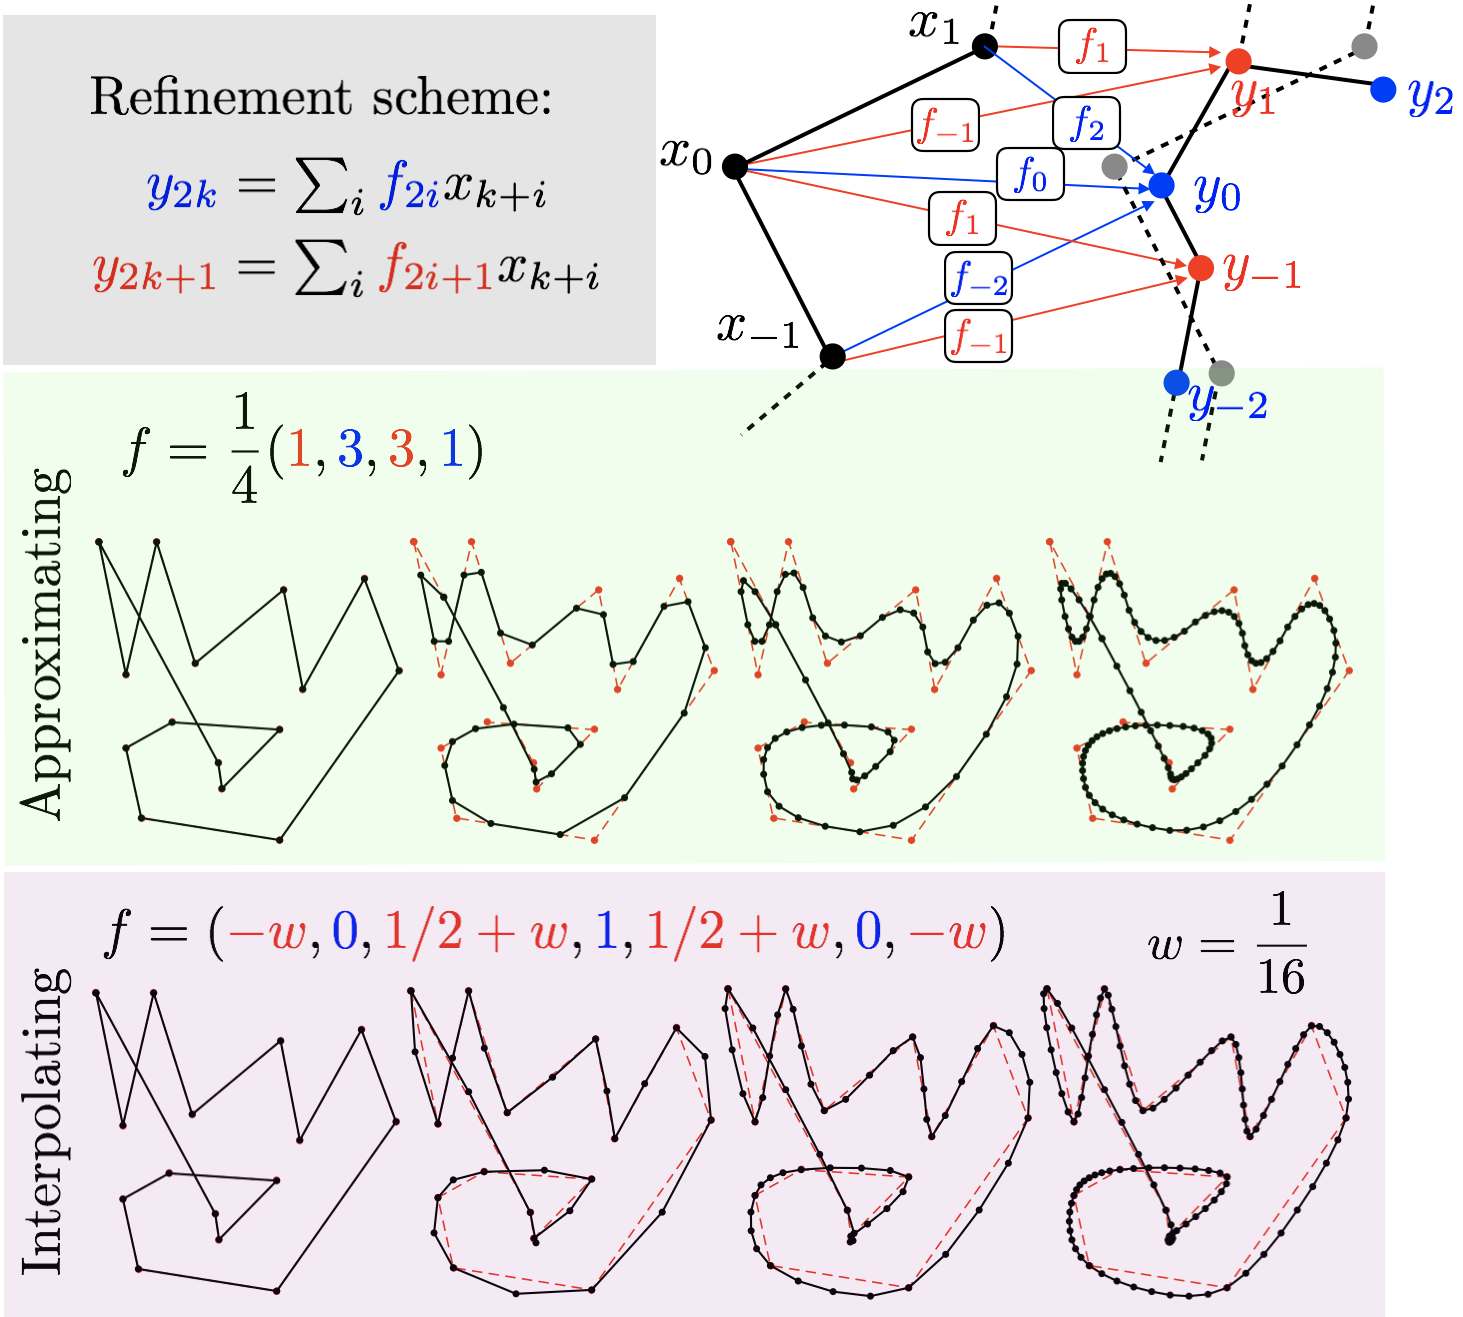 Refinement scheme:
y_{2k} = ∑_i f_{2i} x_{k+i}
y_{2k+1} = ∑_i f_{2i+1} x_{k+i}
x_1
f_1
y_1
y_2
f_{-1}
f_2
x_0
f_0
y_0
f_1
f_{-2}
y_{-1}
x_{-1}
f_{-1}
y_{-2}
Approximating
f = \frac{1}{4}(1, 3, 3, 1)
Interpolating
f = (-w, 0, 1/2 + w, 1, 1/2 + w, 0, -w)
w = \frac{1}{16}